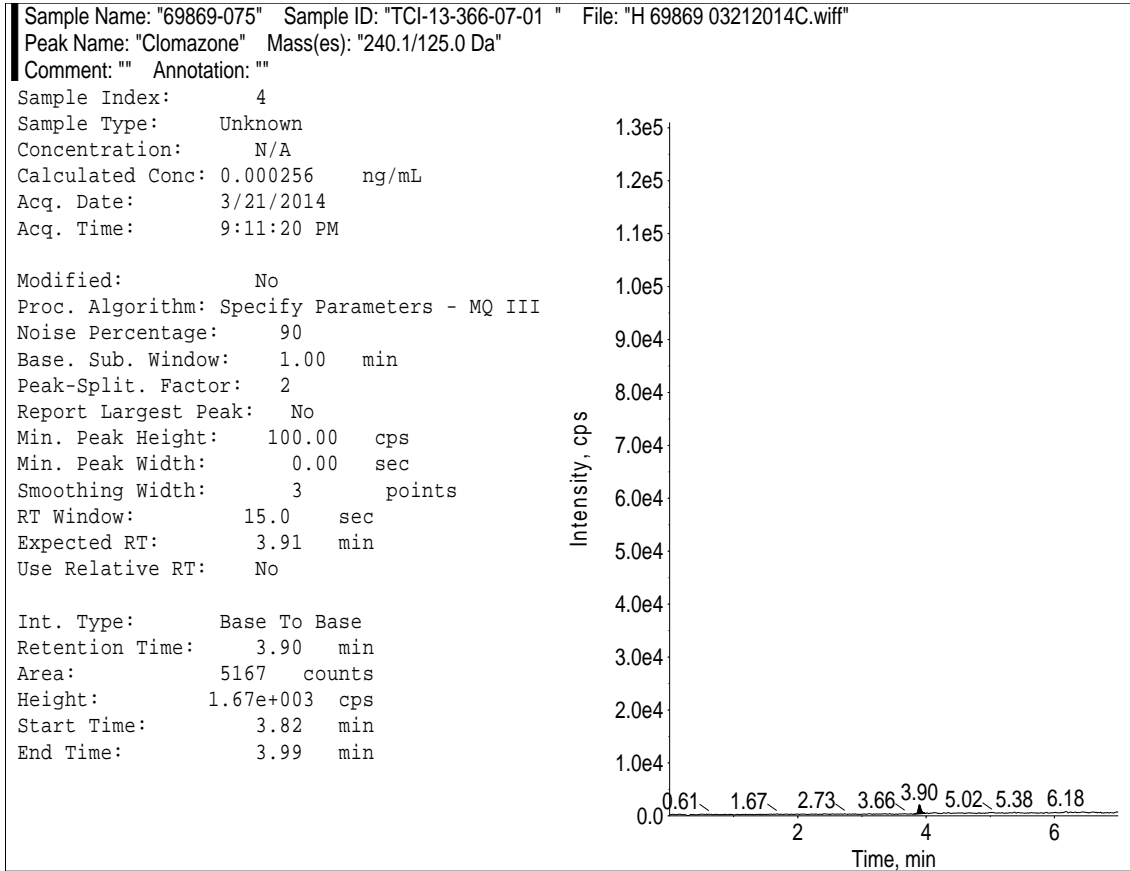 Sample Name: "69869-075" Sample ID: "TCI-13-366-07-01 " File: "H 69869 03212014C.wiff"
Peak Name: "Clomazone" Mass(es): "240.1/125.0 Da"
Comment: "" Annotation: ""
Sample Index: 4
Sample Type: Unknown
Concentration: N/A
Calculated Conc: 0.000256 ng/mL
Acq. Date: 3/21/2014
Acq. Time: 9:11:20 PM
Modified: No
Proc. Algorithm: Specify Parameters - MQ III
Noise Percentage: 90
Base. Sub. Window: 1.00 min
Peak-Split. Factor: 2
Report Largest Peak: No
Min. Peak Height: 100.00 cps
Min. Peak Width: 0.00 sec
Smoothing Width: 3 points
RT Window: 15.0 sec
Expected RT: 3.91 min
Use Relative RT: No
Int. Type: Base To Base
Retention Time: 3.90 min
Area: 5167 counts
Height: 1.67e+003 cps
Start Time: 3.82 min
End Time: 3.99 min
Intensity, cps
1.3e5
1.2e5
1.1e5
1.0e5
9.0e4
8.0e4
7.0e4
6.0e4
5.0e4
4.0e4
3.0e4
2.0e4
1.0e4
0.0
0.61 1.67 2.73 3.66 3.90 5.02 5.38 6.18
2 4 6
Time, min